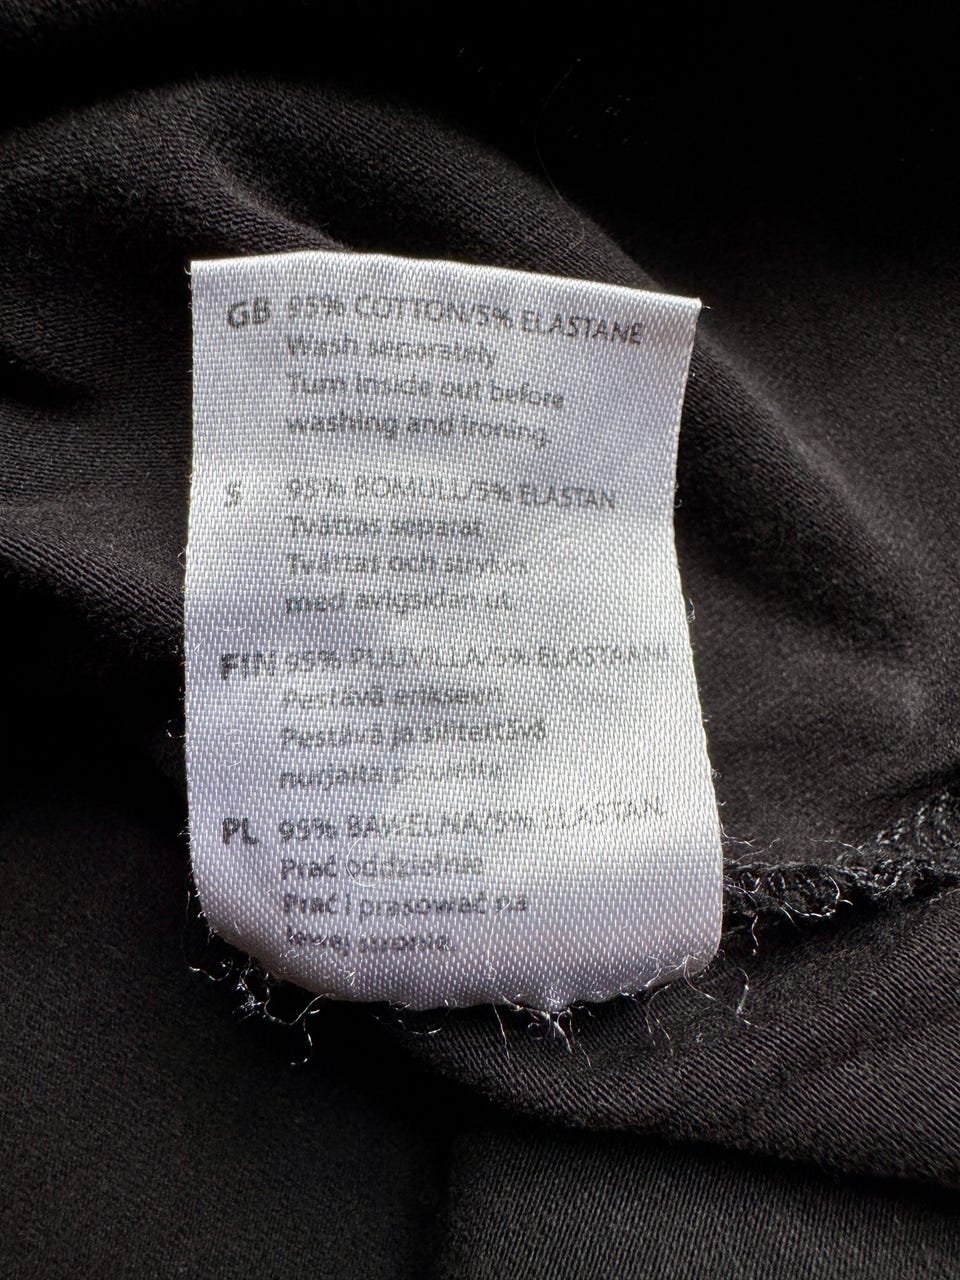 GB 95% COTTON/5% ELASTANE
Wash separately
Turn inside out before
washing and ironing.
S 95% BOMULL/5% ELASTAN
Tvättas separat
Tvättas och strykes
med avigsidan ut.
FIN 95% PUUVILLA/5% ELASTAANI
Pestävä erikseen
Pestävä ja silitettävä
nurjalta puolelta
PL 95% BAWEŁNA/5% ELASTAN
Prać oddzielnie
Prać i prasować na
lewej stronie.